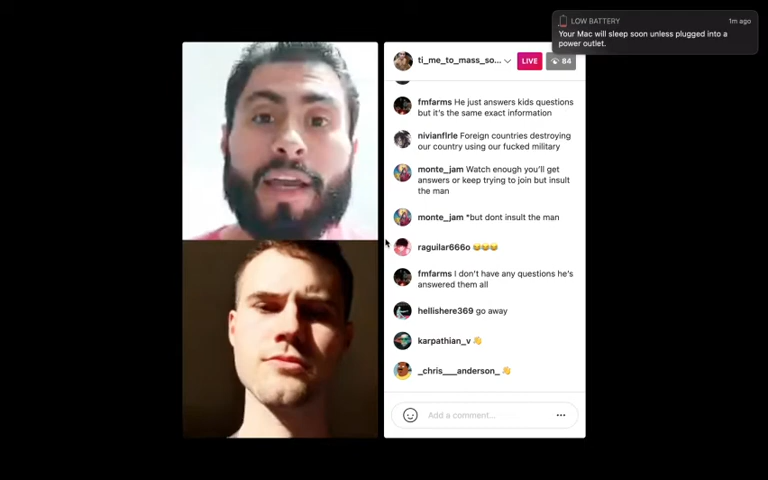 LOW BATTERY 1m ago
Your Mac will sleep soon unless plugged into a
power outlet.
ti_me_to_mass_so... LIVE 84
fmfarms He just answers kids questions
but it's the same exact information
nivianflrle Foreign countries destroying
our country using our fucked military
monte_jam Watch enough you'll get
answers or keep trying to join but insult
the man
monte_jam *but dont insult the man
raguilar666o 😂😂😂
fmfarms I don't have any questions he's
answered them all
hellishere369 go away
karpathian_v 👋
_chris___anderson_ 👋
Add a comment...